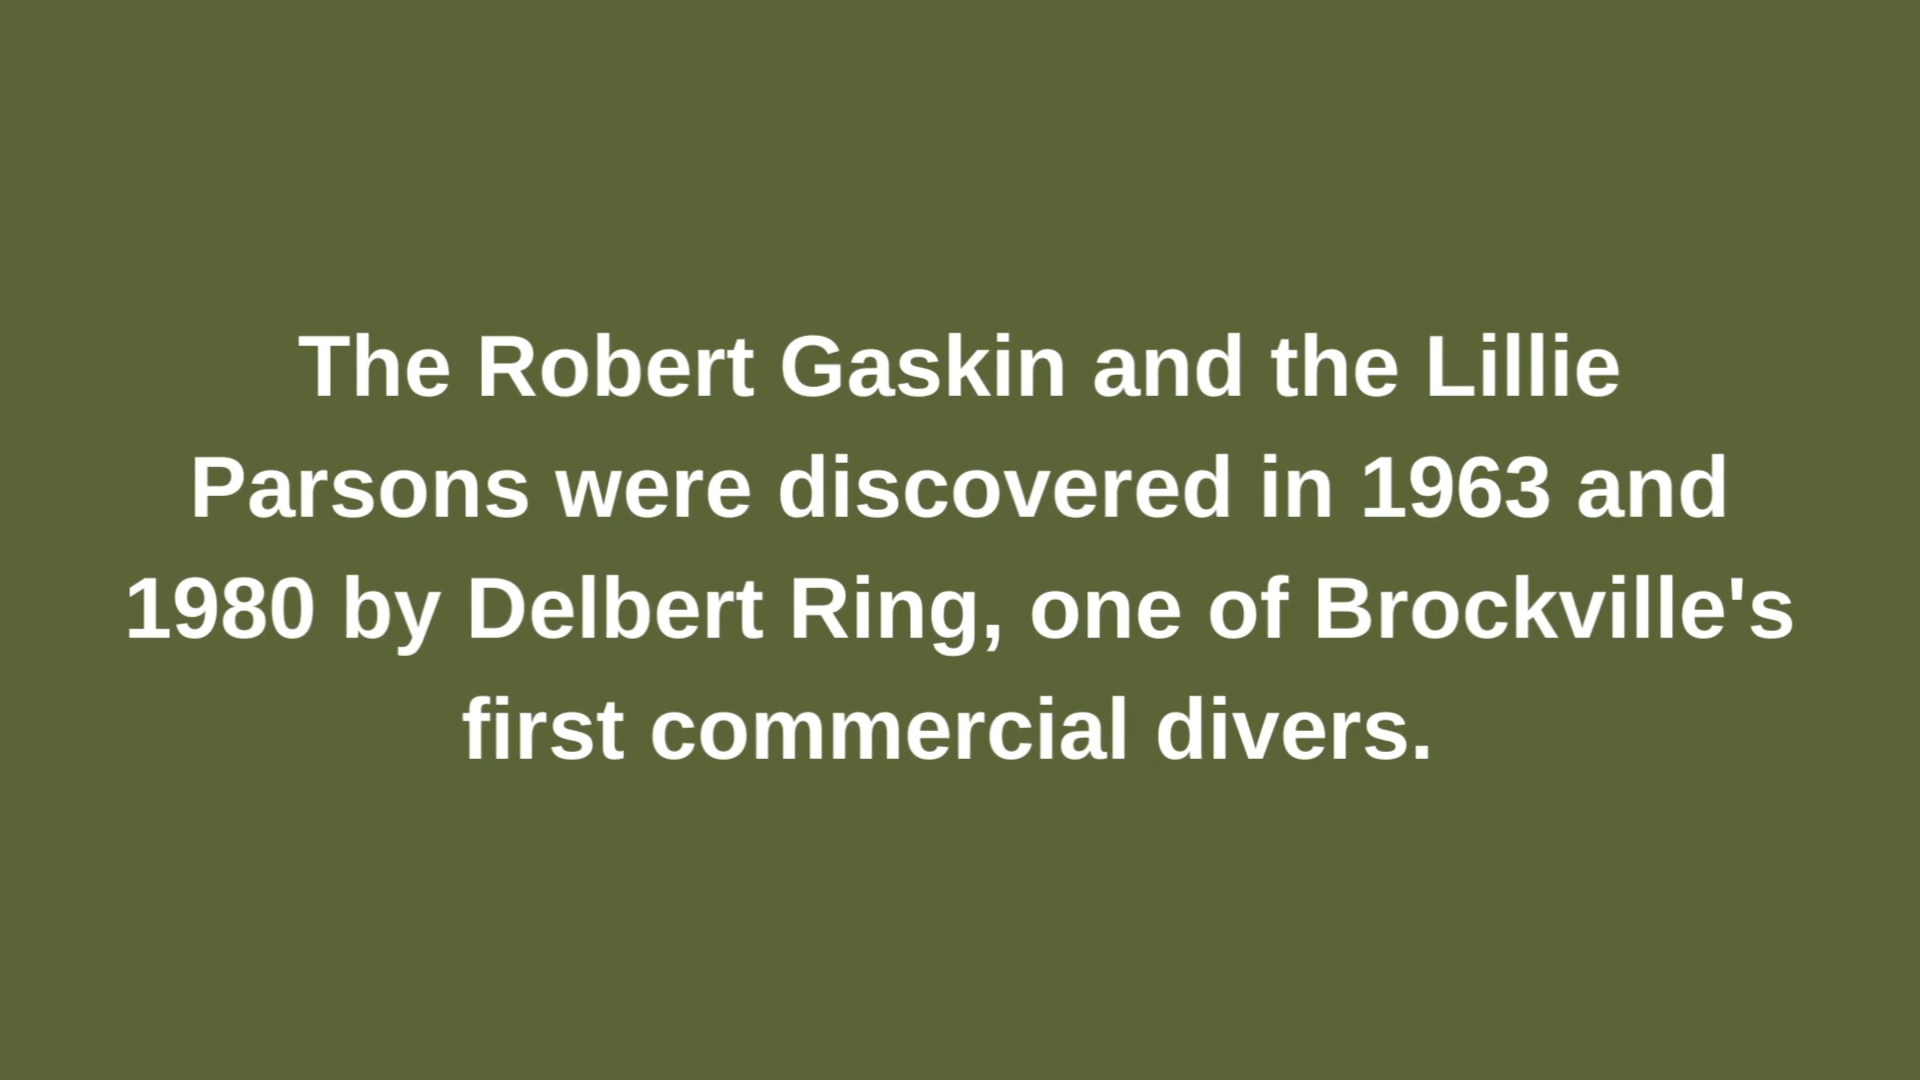 The Robert Gaskin and the Lillie
Parsons were discovered in 1963 and
1980 by Delbert Ring, one of Brockville's
first commercial divers.